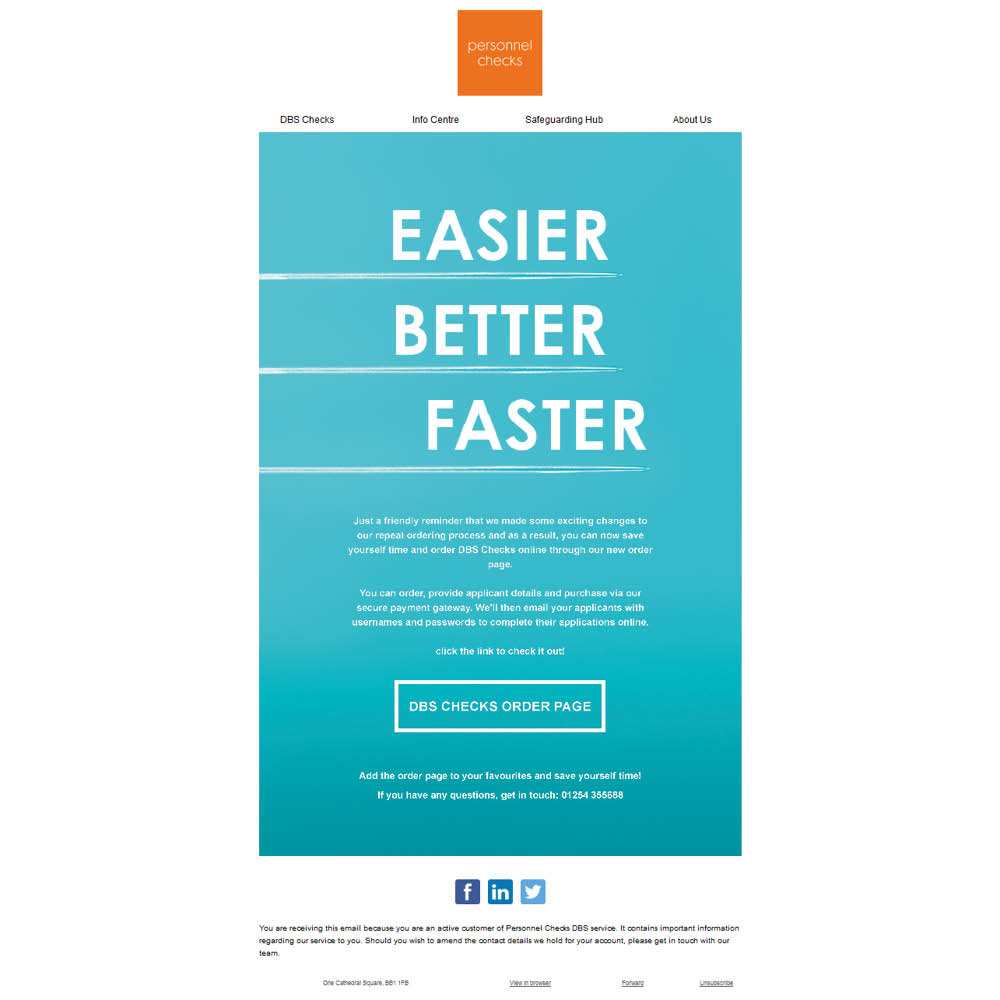 personnel
checks
DBS Checks Info Centre Safeguarding Hub About Us
EASIER
BETTER
FASTER
Just a friendly reminder that we made some exciting changes to
our repeat ordering process and as a result, you can now save
yourself time and order DBS Checks online through our new order
page.
You can order, provide applicant details and purchase via our
secure payment gateway. We'll then email your applicants with
usernames and passwords to complete their applications online.
click the link to check it out!
DBS CHECKS ORDER PAGE
Add the order page to your favourites and save yourself time!
If you have any questions, get in touch: 01254 355688
f in
You are receiving this email because you are an active customer of Personnel Checks DBS service. It contains important information
regarding our service to you. Should you wish to amend the contact details we hold for your account, please get in touch with our
team.
One Cathedral Square, BB1 1FB View in browser Forward Unsubscribe